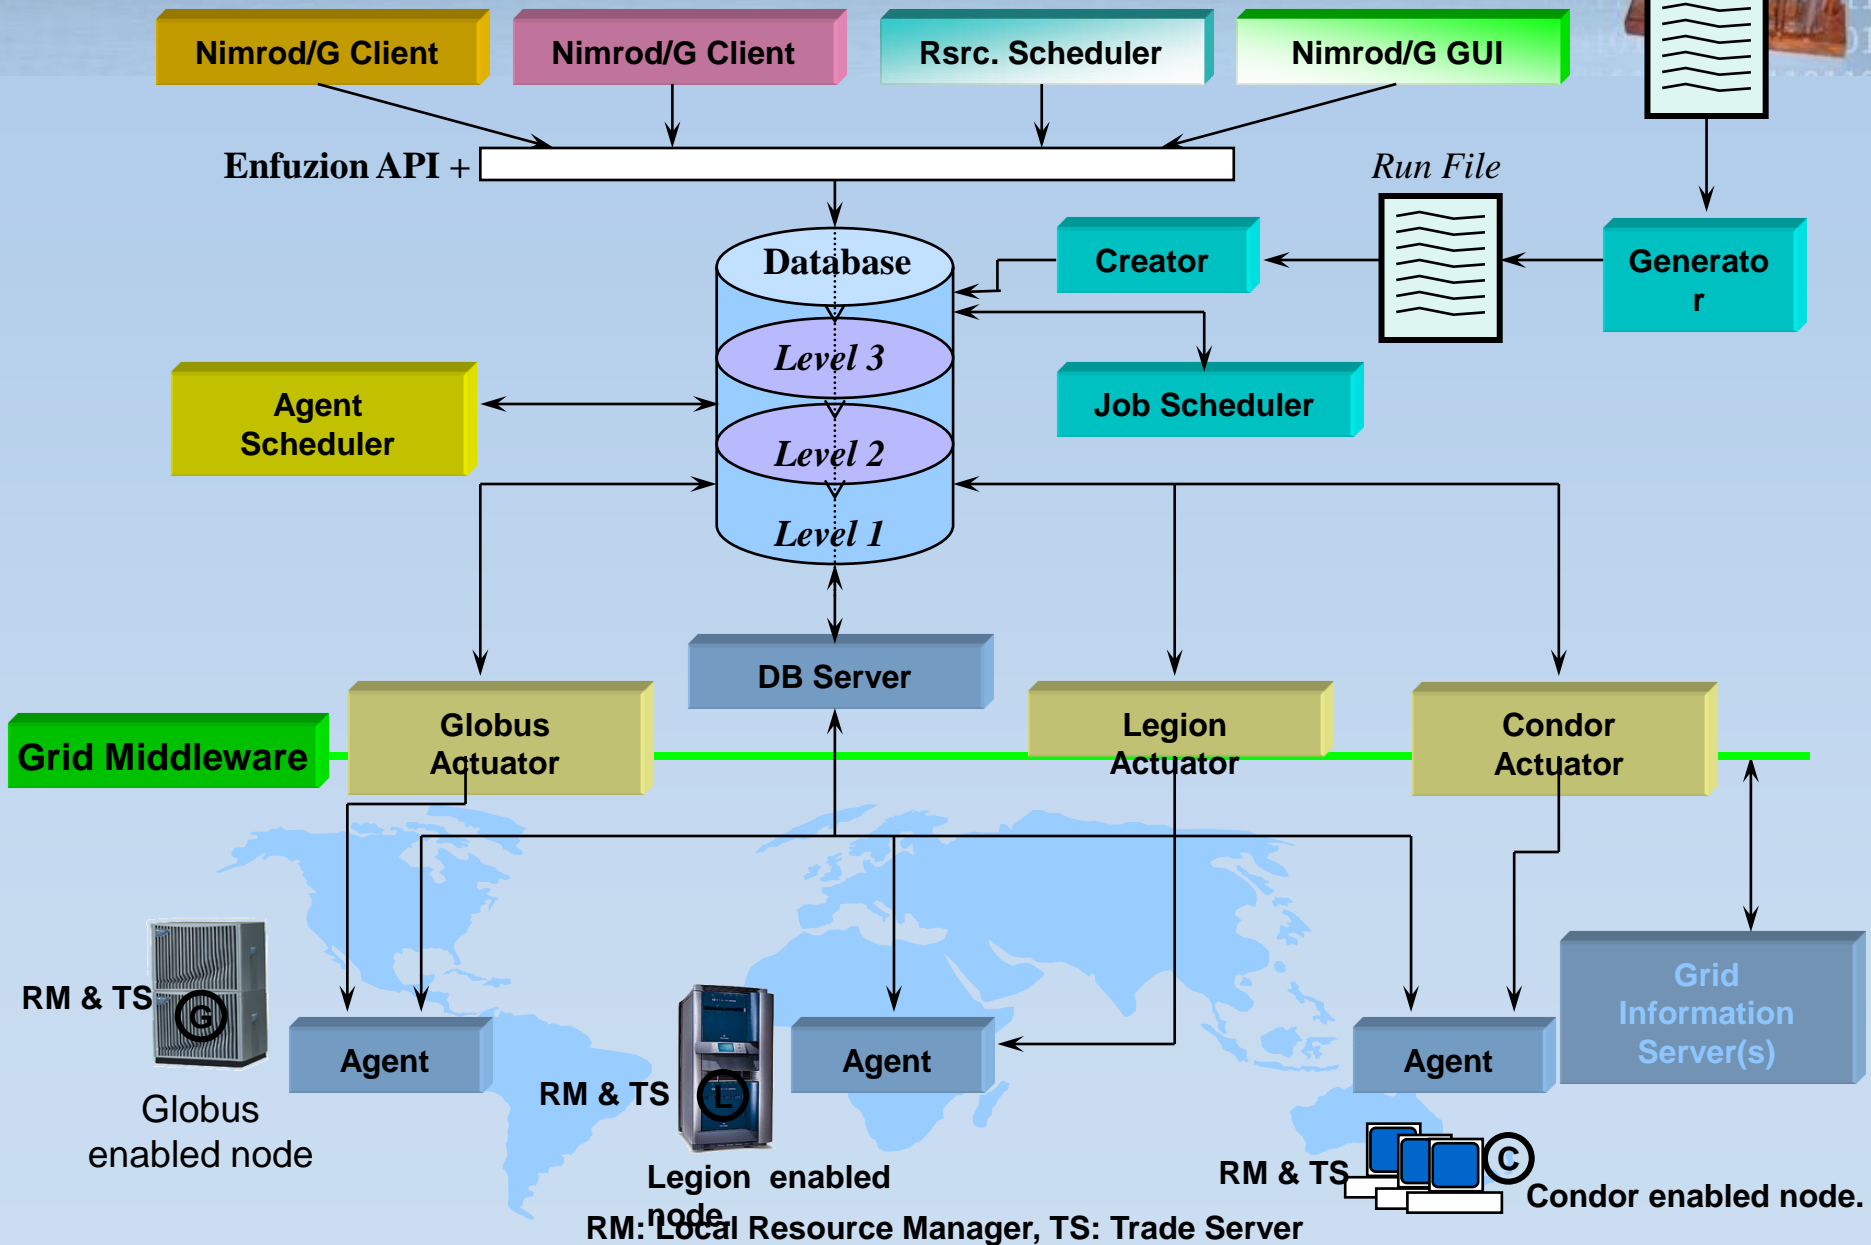 Nimrod/G Client
Nimrod/G Client
Rsrc. Scheduler
Nimrod/G GUI
Enfuzion API +
Run File
Database
Creator
Generato
r
Level 3
Agent
Scheduler
Job Scheduler
Level 2
Level 1
DB Server
Grid Middleware
Globus
Actuator
Legion
Actuator
Condor
Actuator
RM & TS
G
Agent
Globus
enabled node
RM & TS
L
Agent
Legion enabled
node.
Agent
Grid
Information
Server(s)
RM & TS
C
Condor enabled node.
RM: Local Resource Manager, TS: Trade Server